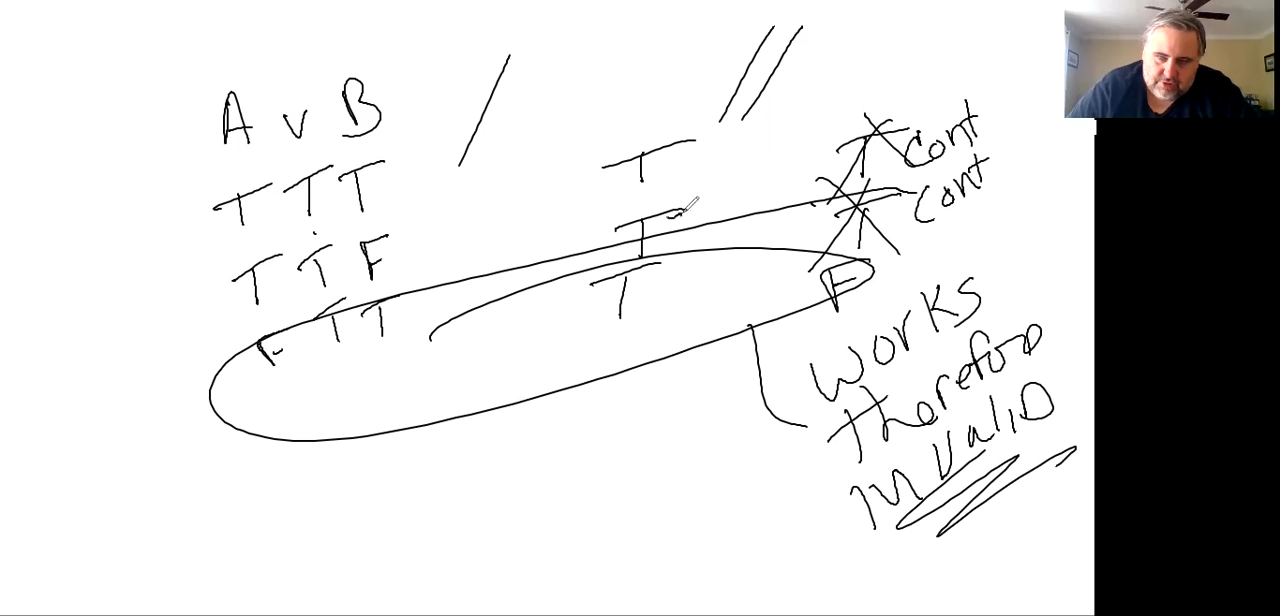 A v B / //
T T T T T Cont
T T F T T Cont
F T T T F
Works
therefore
invalid